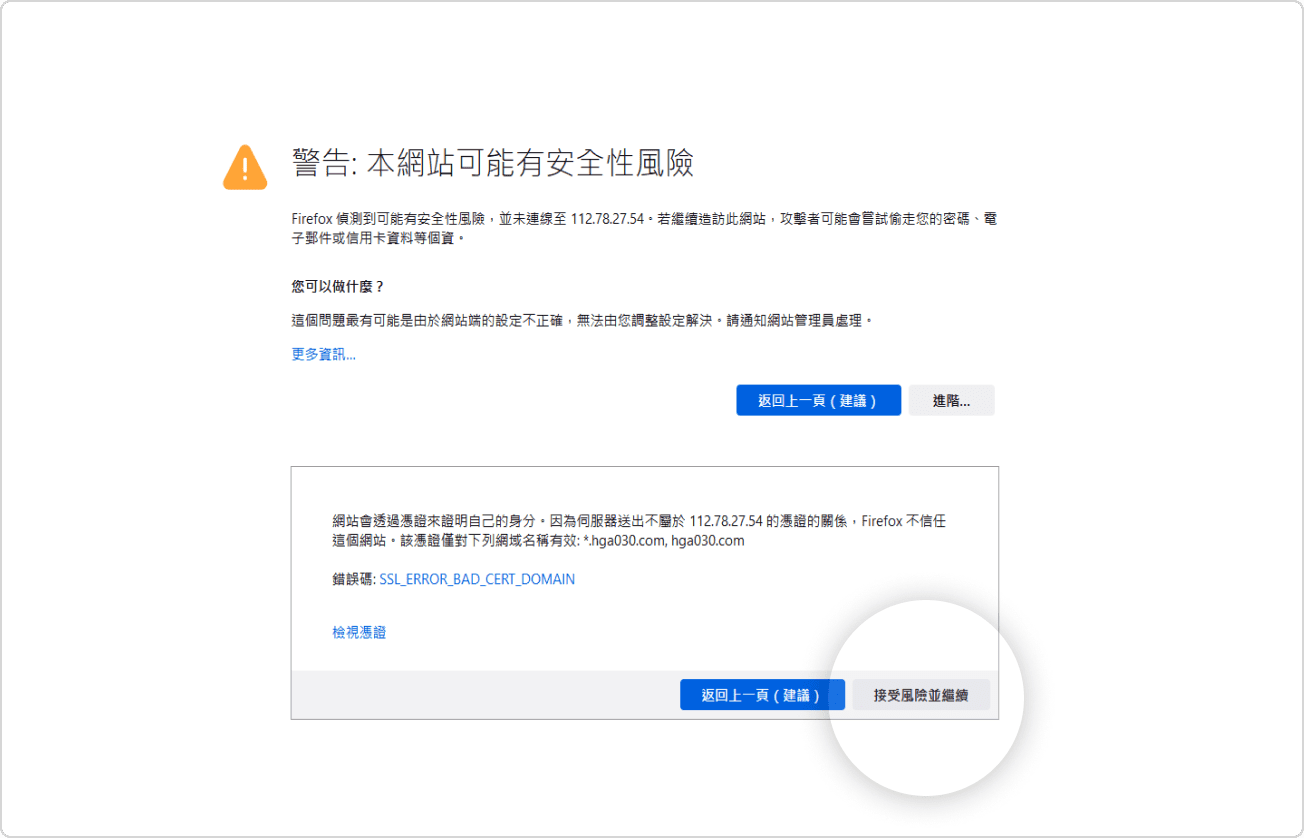 警告: 本網站可能有安全性風險
Firefox 偵測到可能有安全性風險，並未連線至 112.78.27.54。若繼續造訪此網站，攻擊者可能會嘗試偷走您的密碼、電
子郵件或信用卡資料等個資。
您可以做什麼？
這個問題最有可能是由於網站端的設定不正確，無法由您調整設定解決。請通知網站管理員處理。
更多資訊...
返回上一頁（建議）
進階...
網站會透過憑證來證明自己的身分。因為伺服器送出不屬於 112.78.27.54 的憑證的關係，Firefox 不信任
這個網站。該憑證僅對下列網域名稱有效: *.hga030.com, hga030.com
錯誤碼: SSL_ERROR_BAD_CERT_DOMAIN
檢視憑證
返回上一頁（建議）
接受風險並繼續